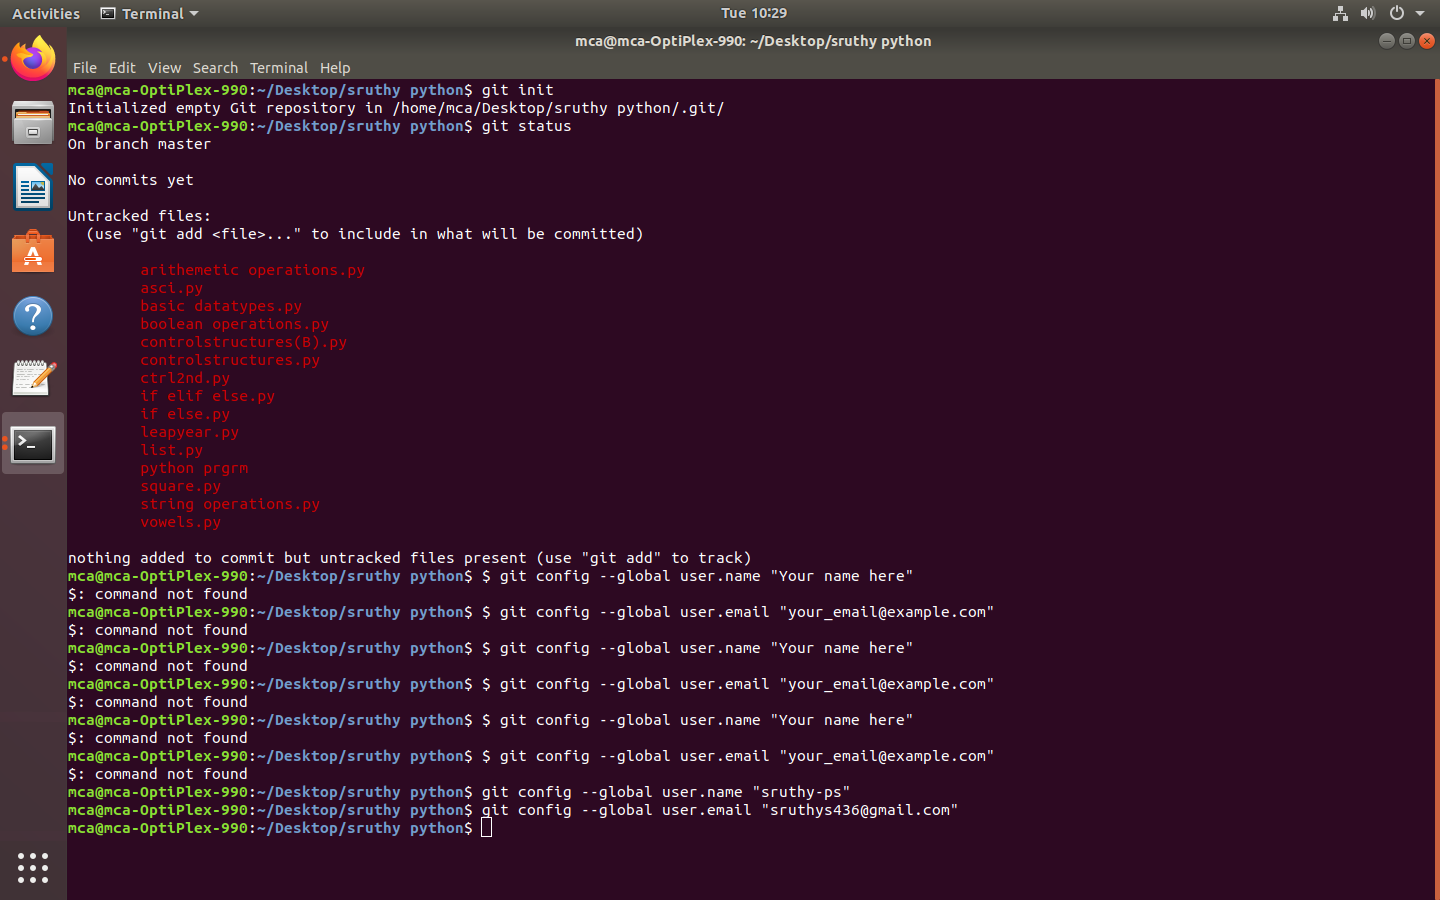 Activities Terminal Tue 10:29
mca@mca-OptiPlex-990: ~/Desktop/sruthy python
File Edit View Search Terminal Help
mca@mca-OptiPlex-990:~/Desktop/sruthy python$ git init
Initialized empty Git repository in /home/mca/Desktop/sruthy python/.git/
mca@mca-OptiPlex-990:~/Desktop/sruthy python$ git status
On branch master
No commits yet
Untracked files:
(use "git add <file>..." to include in what will be committed)
arithemetic operations.py
asci.py
basic datatypes.py
boolean operations.py
controlstructures(B).py
controlstructures.py
ctrl2nd.py
if elif else.py
if else.py
leapyear.py
list.py
python prgrm
square.py
string operations.py
vowels.py
nothing added to commit but untracked files present (use "git add" to track)
mca@mca-OptiPlex-990:~/Desktop/sruthy python$ $ git config --global user.name "Your name here"
$: command not found
mca@mca-OptiPlex-990:~/Desktop/sruthy python$ $ git config --global user.email "your_email@example.com"
$: command not found
mca@mca-OptiPlex-990:~/Desktop/sruthy python$ $ git config --global user.name "Your name here"
$: command not found
mca@mca-OptiPlex-990:~/Desktop/sruthy python$ $ git config --global user.email "your_email@example.com"
$: command not found
mca@mca-OptiPlex-990:~/Desktop/sruthy python$ $ git config --global user.name "Your name here"
$: command not found
mca@mca-OptiPlex-990:~/Desktop/sruthy python$ $ git config --global user.email "your_email@example.com"
$: command not found
mca@mca-OptiPlex-990:~/Desktop/sruthy python$ git config --global user.name "sruthy-ps"
mca@mca-OptiPlex-990:~/Desktop/sruthy python$ git config --global user.email "sruthys436@gmail.com"
mca@mca-OptiPlex-990:~/Desktop/sruthy python$